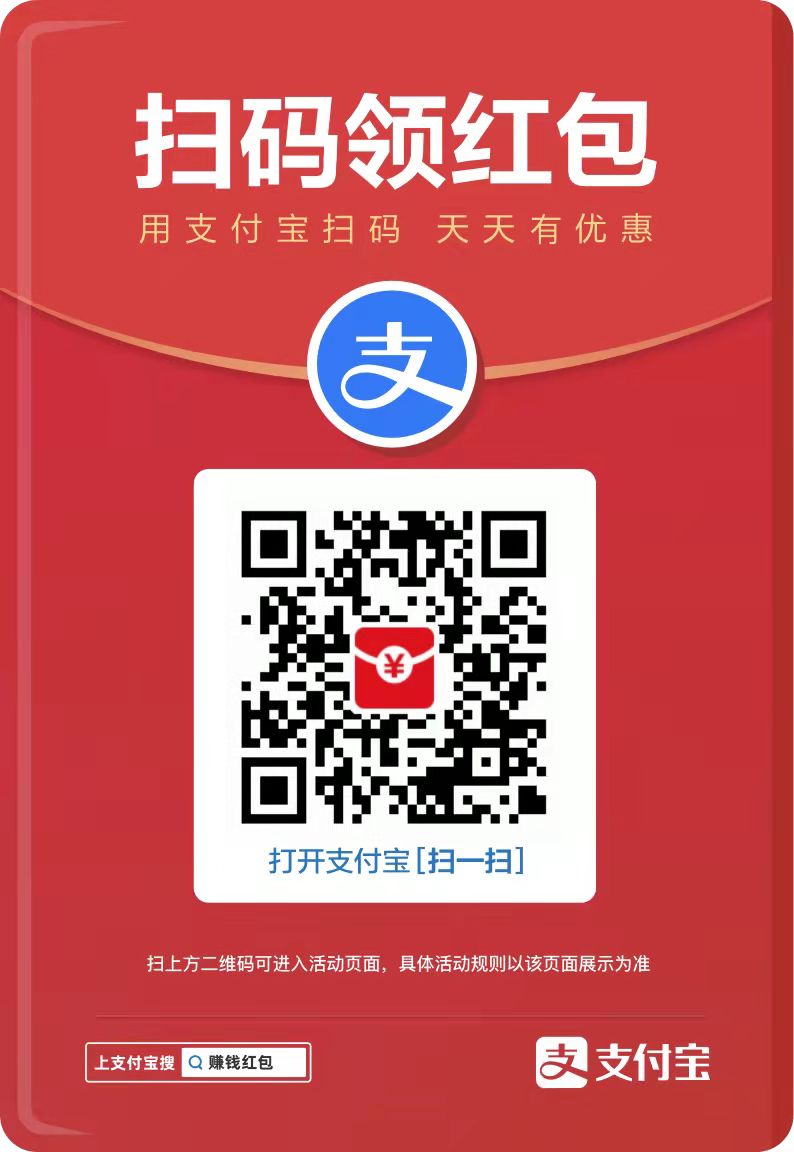 扫码领红包
用支付宝扫码 天天有优惠
支
¥
打开支付宝[扫一扫]
扫上方二维码可进入活动页面，具体活动规则以该页面展示为准
上支付宝搜 赚钱红包
支 支付宝